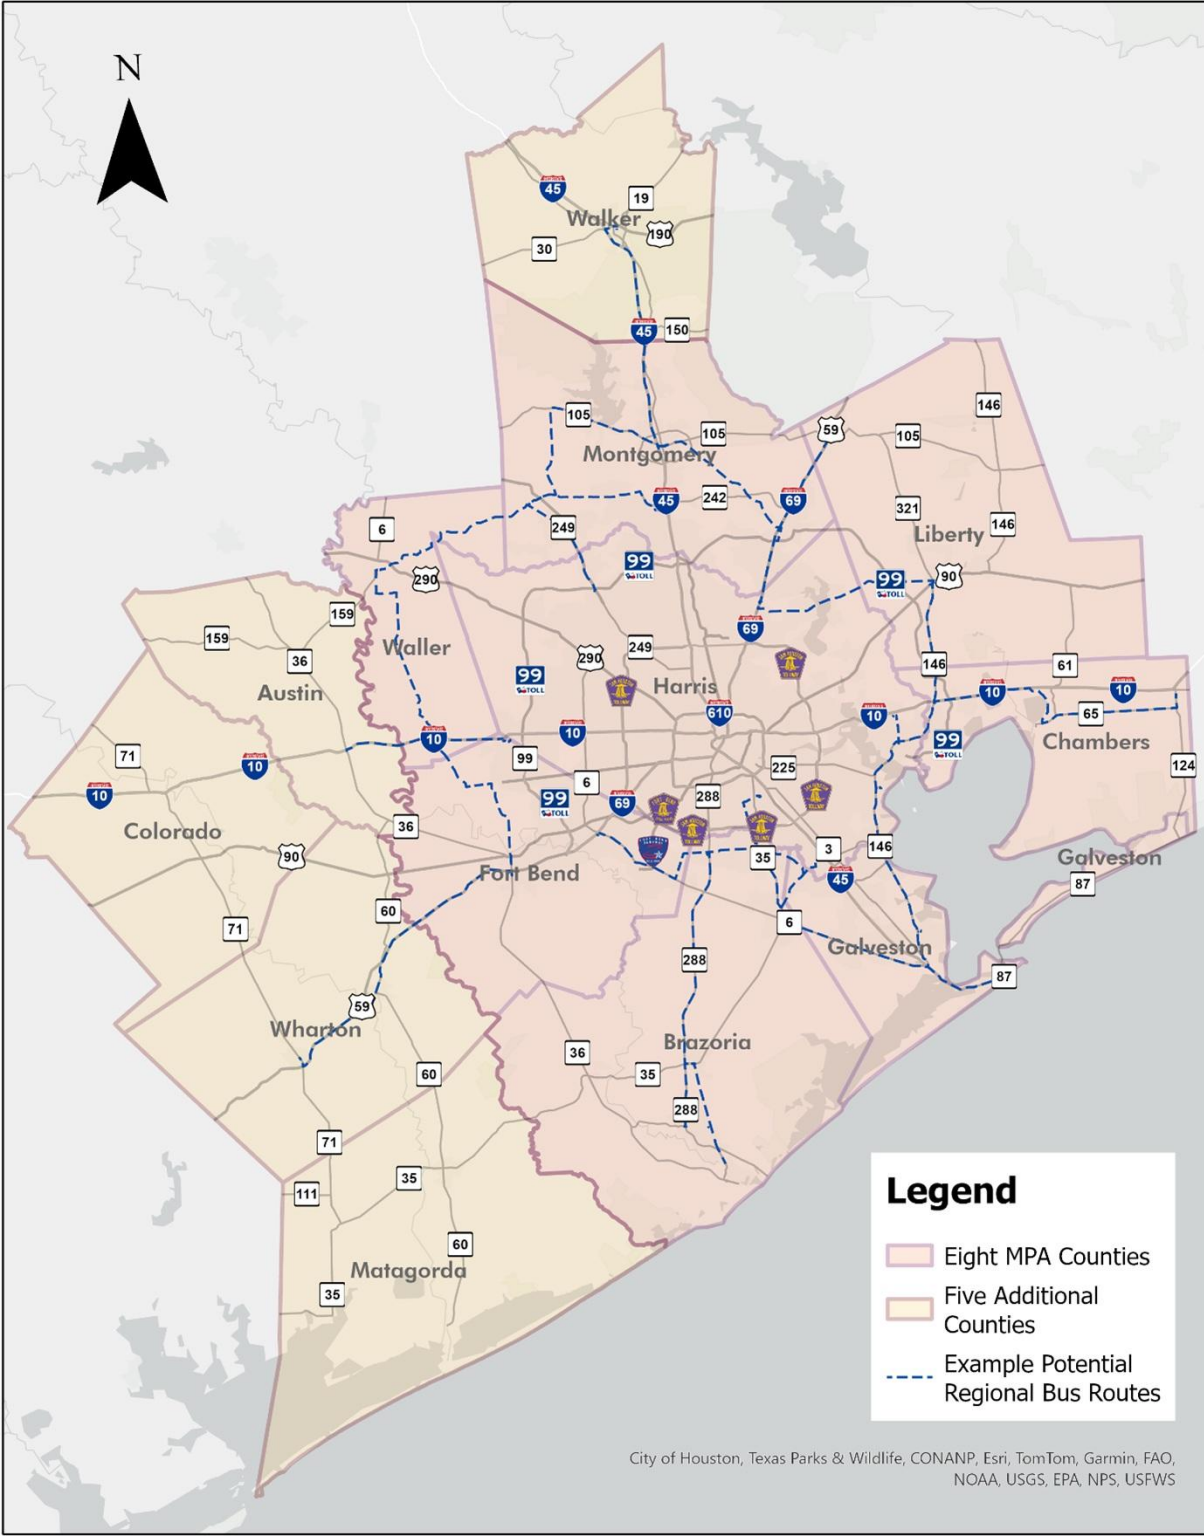 N
45
19
Walker
190
30
45
150
146
105
59
105
105
Montgomery
45
242
69
321
146
6
249
Liberty
99
TOLL
290
99
TOLL
90
159
69
159
Waller
290
249
146
61
36
99
TOLL
Harris
Austin
10
10
610
10
65
10
10
99
TOLL
Chambers
71
10
99
225
124
10
6
99
TOLL
69
288
Colorado
36
90
35
3
146
Galveston
Fort Bend
45
87
60
6
71
Galveston
288
87
59
Wharton
Brazoria
36
35
60
288
71
35
111
60
Matagorda
35
Legend
Eight MPA Counties
Five Additional
Counties
Example Potential
Regional Bus Routes
City of Houston, Texas Parks & Wildlife, CONANP, Esri, TomTom, Garmin, FAO,
NOAA, USGS, EPA, NPS, USFWS